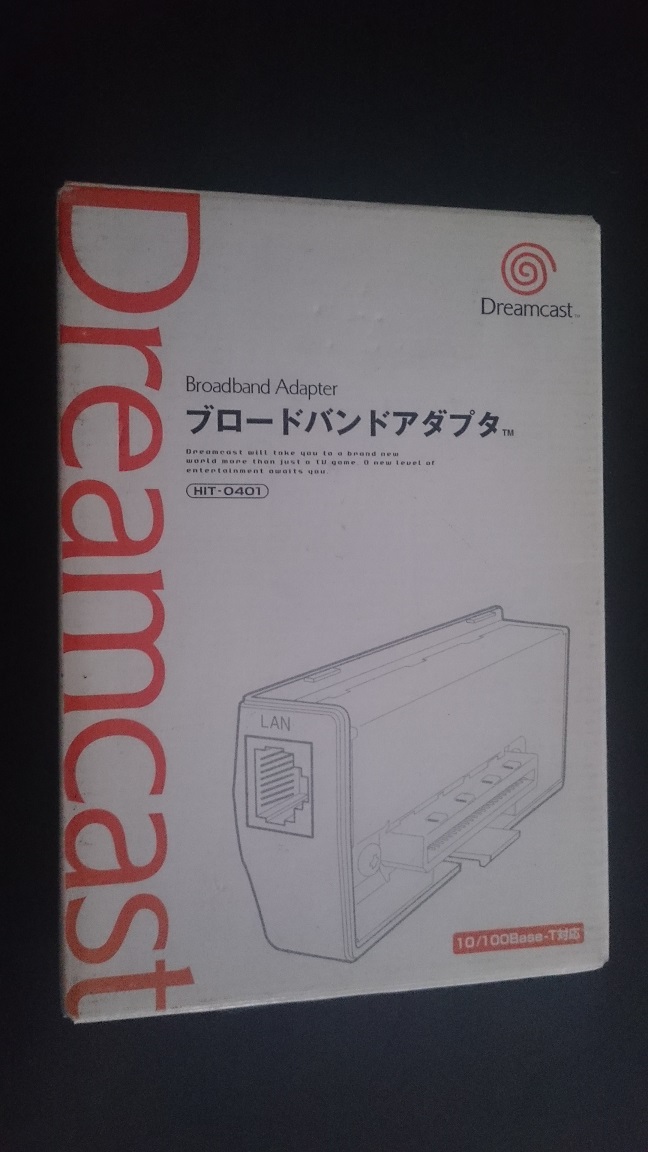 Dreamcast
Dreamcast™
Broadband Adapter
ブロードバンドアダプタ™
Dreamcast will take you to a brand new
world more than just a TV game. A new level of
entertainment awaits you.
HIT-0401
LAN
10/100Base-T対応